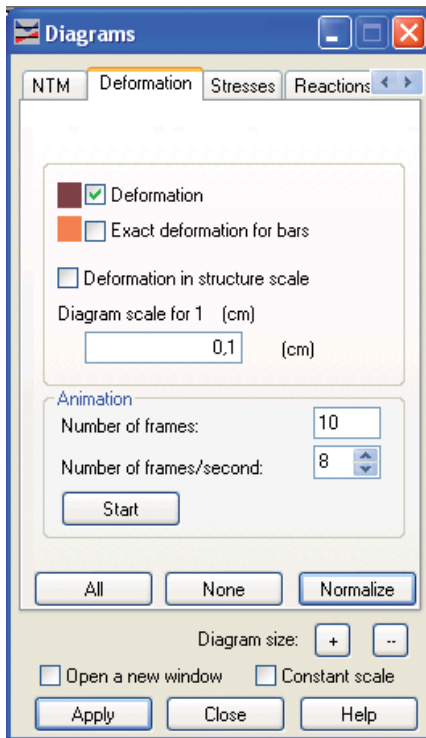 Diagrams
NTM Deformation Stresses Reactions
Deformation
Exact deformation for bars
Deformation in structure scale
Diagram scale for 1 (cm)
0,1 (cm)
Animation
Number of frames: 10
Number of frames/second: 8
Start
All None Normalize
Diagram size: + --
Open a new window Constant scale
Apply Close Help